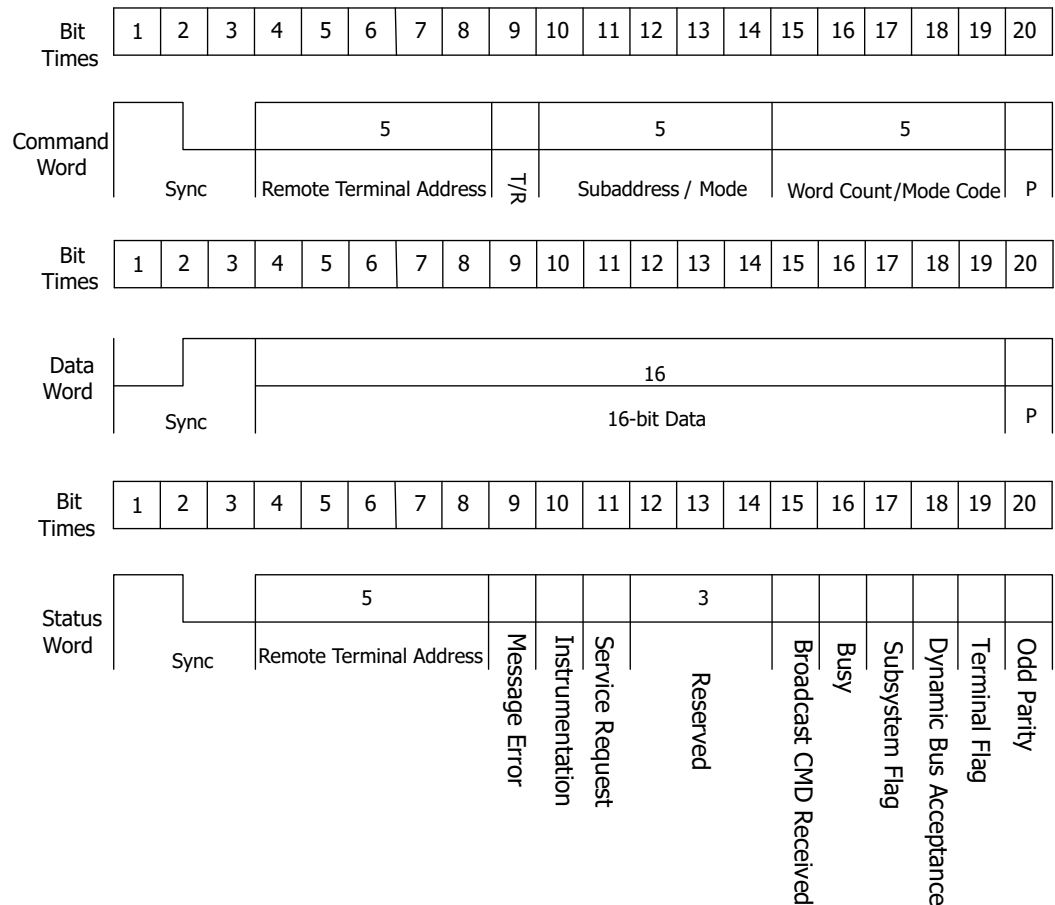 Bit Times 1 2 3 4 5 6 7 8 9 10 11 12 13 14 15 16 17 18 19 20
Command Word
5 5 5
Sync Remote Terminal Address T/R Subaddress / Mode Word Count/Mode Code P
Bit Times 1 2 3 4 5 6 7 8 9 10 11 12 13 14 15 16 17 18 19 20
Data Word
16
Sync 16-bit Data P
Bit Times 1 2 3 4 5 6 7 8 9 10 11 12 13 14 15 16 17 18 19 20
Status Word
5 3
Sync Remote Terminal Address
Message Error
Instrumentation
Service Request
Reserved
Broadcast CMD Received
Busy
Subsystem Flag
Dynamic Bus Acceptance
Terminal Flag
Odd Parity